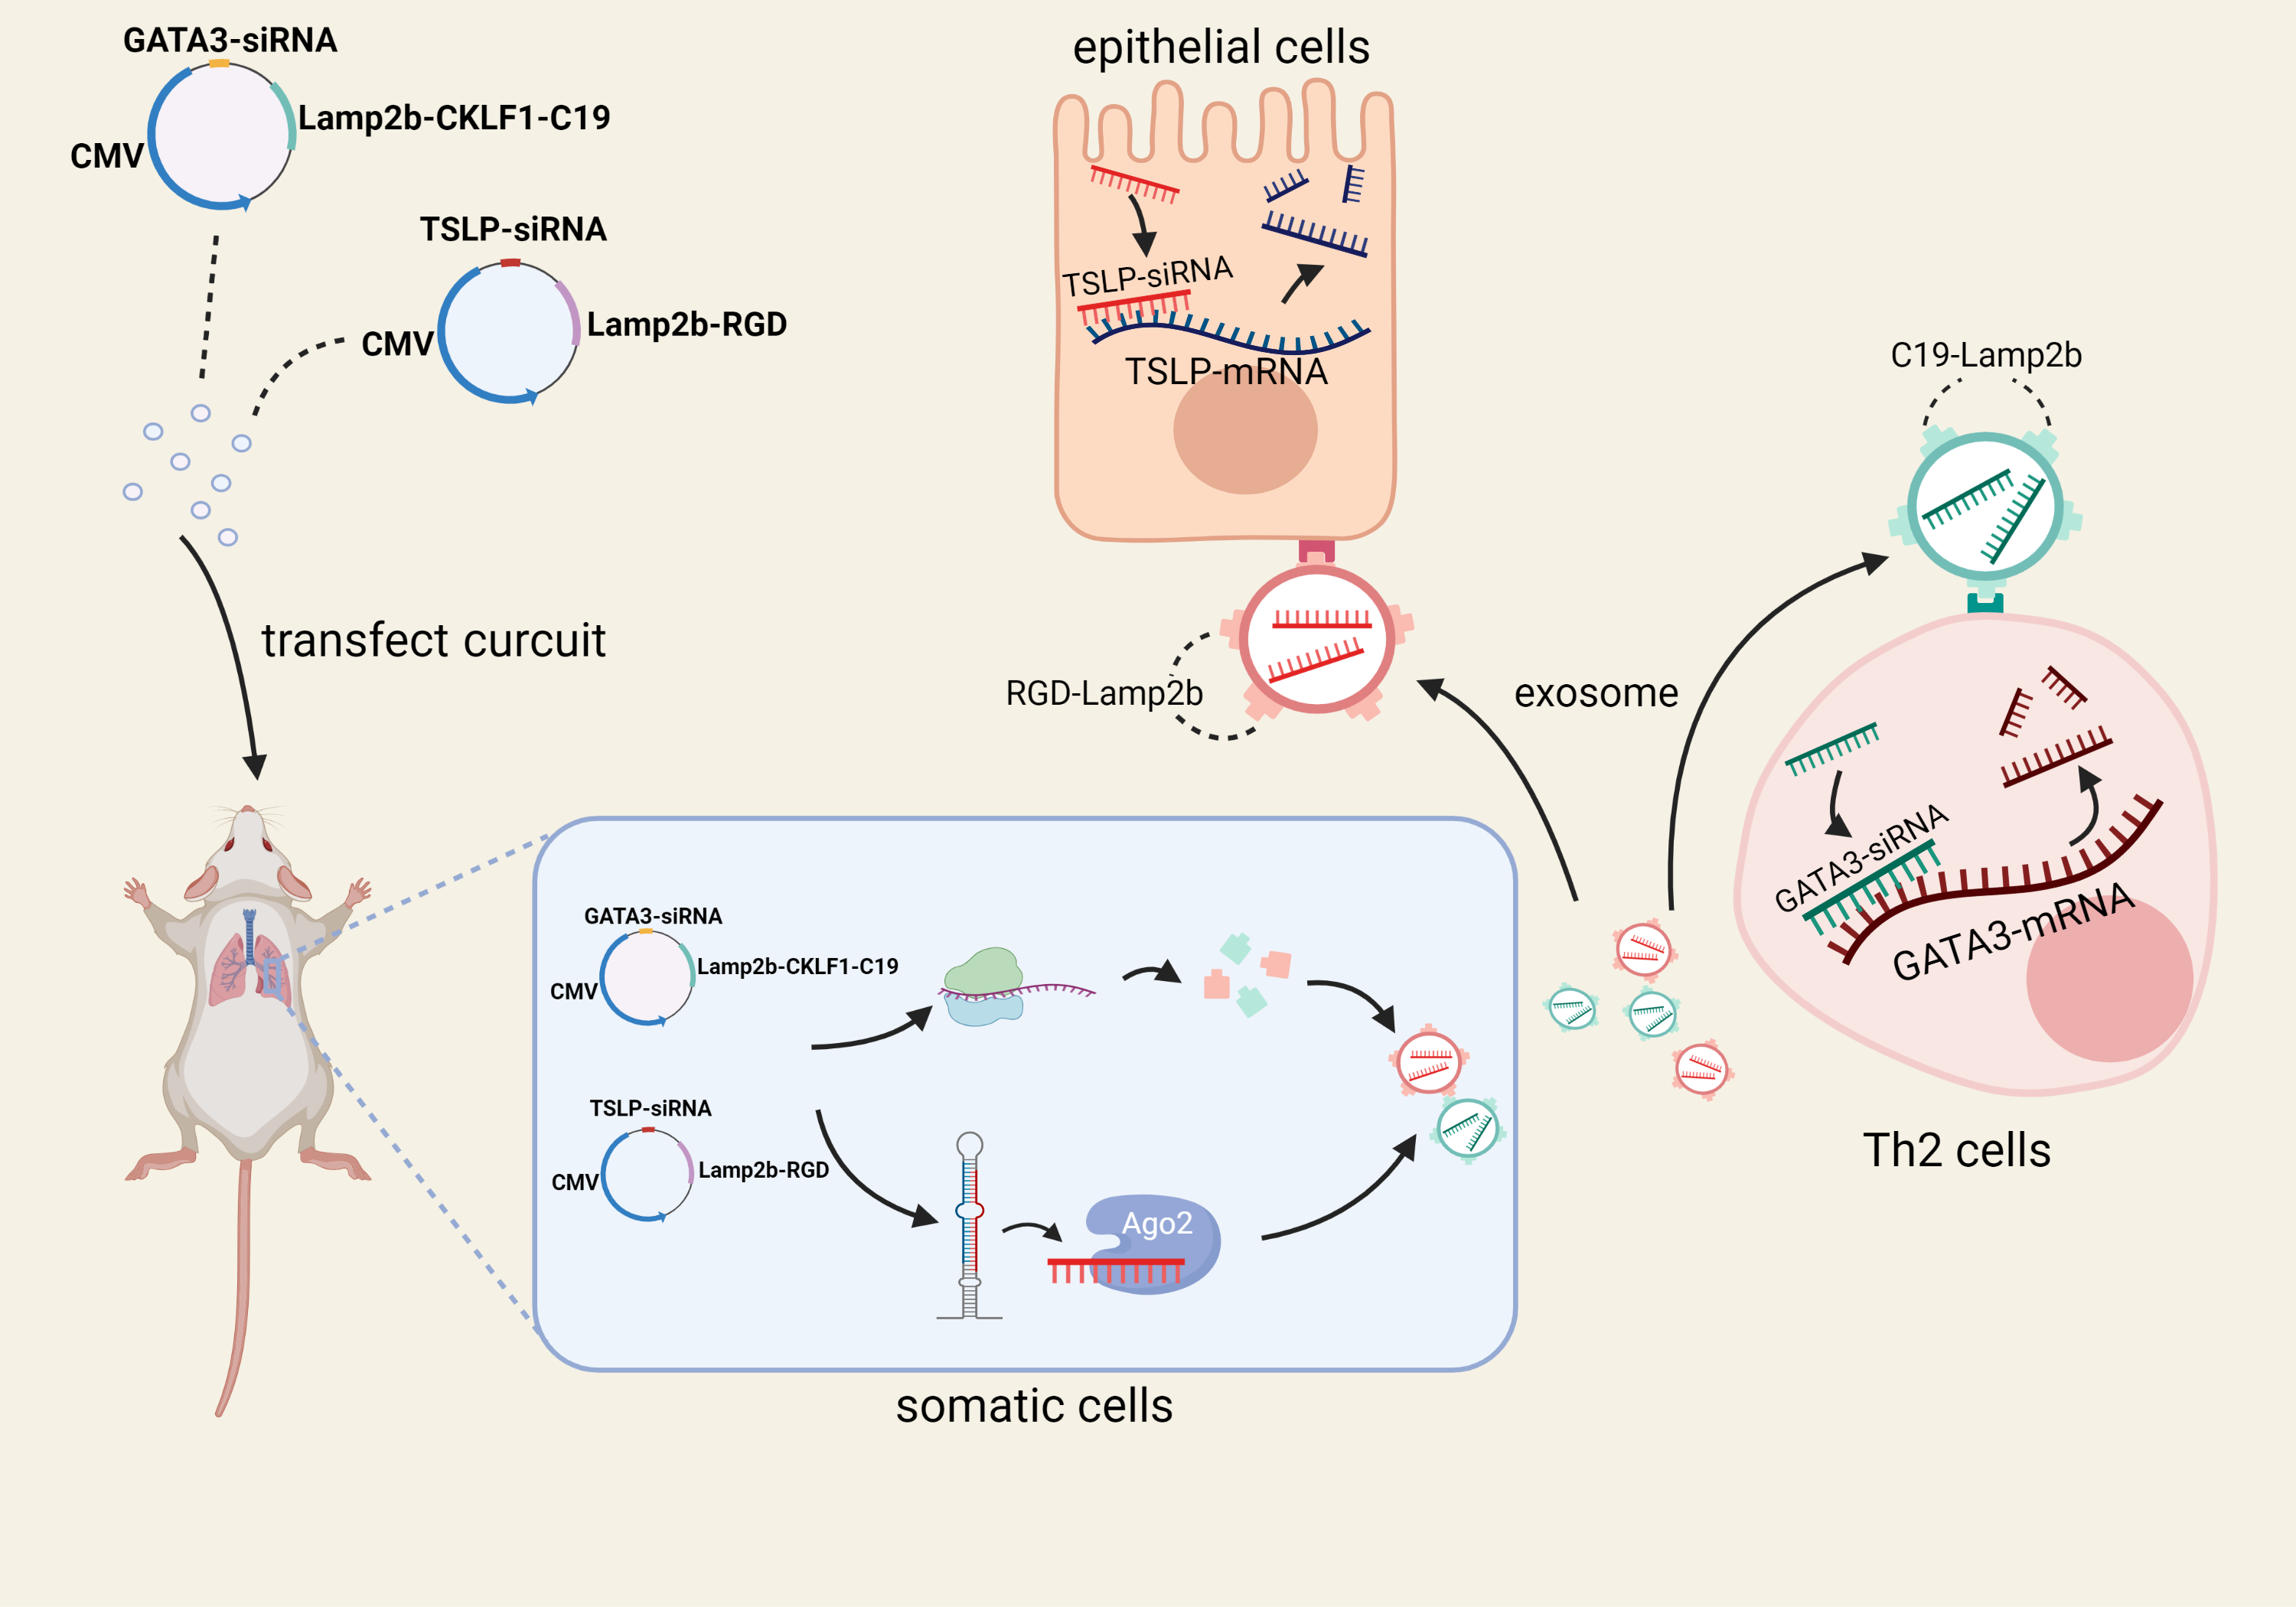 GATA3-siRNA
Lamp2b-CKLF1-C19
CMV
TSLP-siRNA
Lamp2b-RGD
CMV
transfect curcuit
epithelial cells
TSLP-siRNA
TSLP-mRNA
RGD-Lamp2b
exosome
C19-Lamp2b
GATA3-siRNA
GATA3-mRNA
Th2 cells
GATA3-siRNA
Lamp2b-CKLF1-C19
CMV
TSLP-siRNA
Lamp2b-RGD
CMV
Ago2
somatic cells